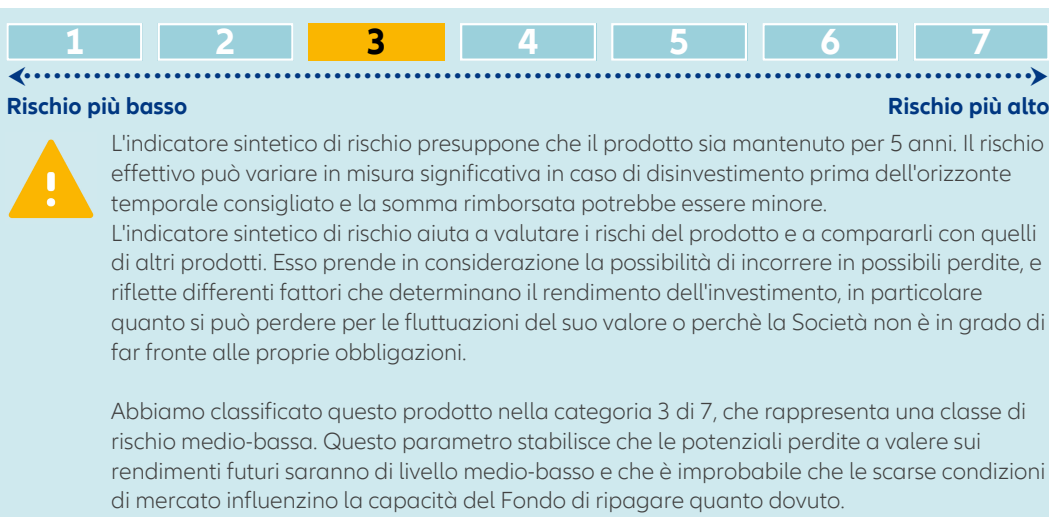 1 2 3 4 5 6 7
Rischio più basso Rischio più alto
L'indicatore sintetico di rischio presuppone che il prodotto sia mantenuto per 5 anni. Il rischio
effettivo può variare in misura significativa in caso di disinvestimento prima dell'orizzonte
temporale consigliato e la somma rimborsata potrebbe essere minore.
L'indicatore sintetico di rischio aiuta a valutare i rischi del prodotto e a compararli con quelli
di altri prodotti. Esso prende in considerazione la possibilità di incorrere in possibili perdite, e
riflette differenti fattori che determinano il rendimento dell'investimento, in particolare
quanto si può perdere per le fluttuazioni del suo valore o perchè la Società non è in grado di
far fronte alle proprie obbligazioni.
Abbiamo classificato questo prodotto nella categoria 3 di 7, che rappresenta una classe di
rischio medio-bassa. Questo parametro stabilisce che le potenziali perdite a valere sui
rendimenti futuri saranno di livello medio-basso e che è improbabile che le scarse condizioni
di mercato influenzino la capacità del Fondo di ripagare quanto dovuto.